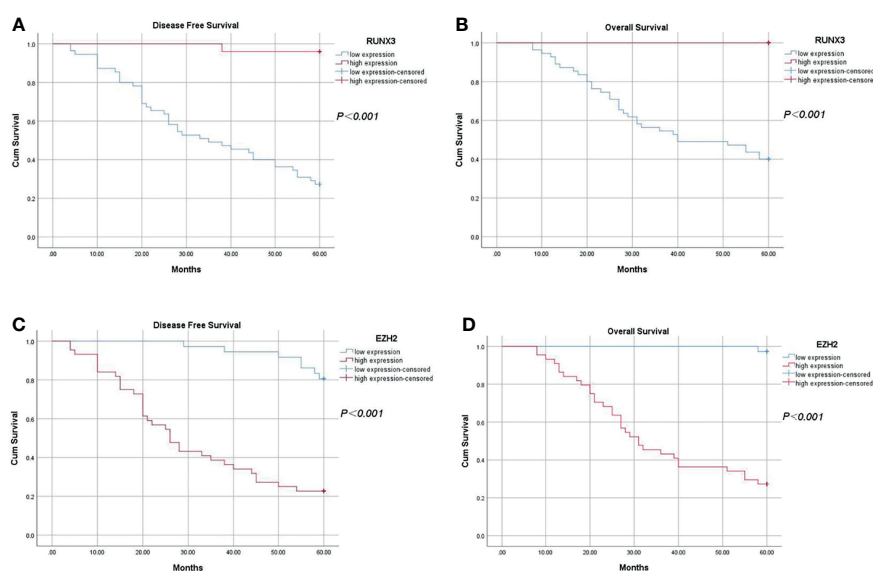 A
Disease Free Survival
RUNX3
low expression
high expression
low expression-censored
high expression-censored
P<0.001
Cum Survival
1.0
0.8
0.6
0.4
0.2
0.0
.00 10.00 20.00 30.00 40.00 50.00 60.00
Months
B
Overall Survival
RUNX3
low expression
high expression
low expression-censored
high expression-censored
P<0.001
Cum Survival
1.0
0.8
0.6
0.4
0.2
0.0
.00 10.00 20.00 30.00 40.00 50.00 60.00
Months
C
Disease Free Survival
EZH2
low expression
high expression
low expression-censored
high expression-censored
P<0.001
Cum Survival
1.0
0.8
0.6
0.4
0.2
0.0
.00 10.00 20.00 30.00 40.00 50.00 60.00
Months
D
Overall Survival
EZH2
low expression
high expression
low expression-censored
high expression-censored
P<0.001
Cum Survival
1.0
0.8
0.6
0.4
0.2
0.0
.00 10.00 20.00 30.00 40.00 50.00 60.00
Months